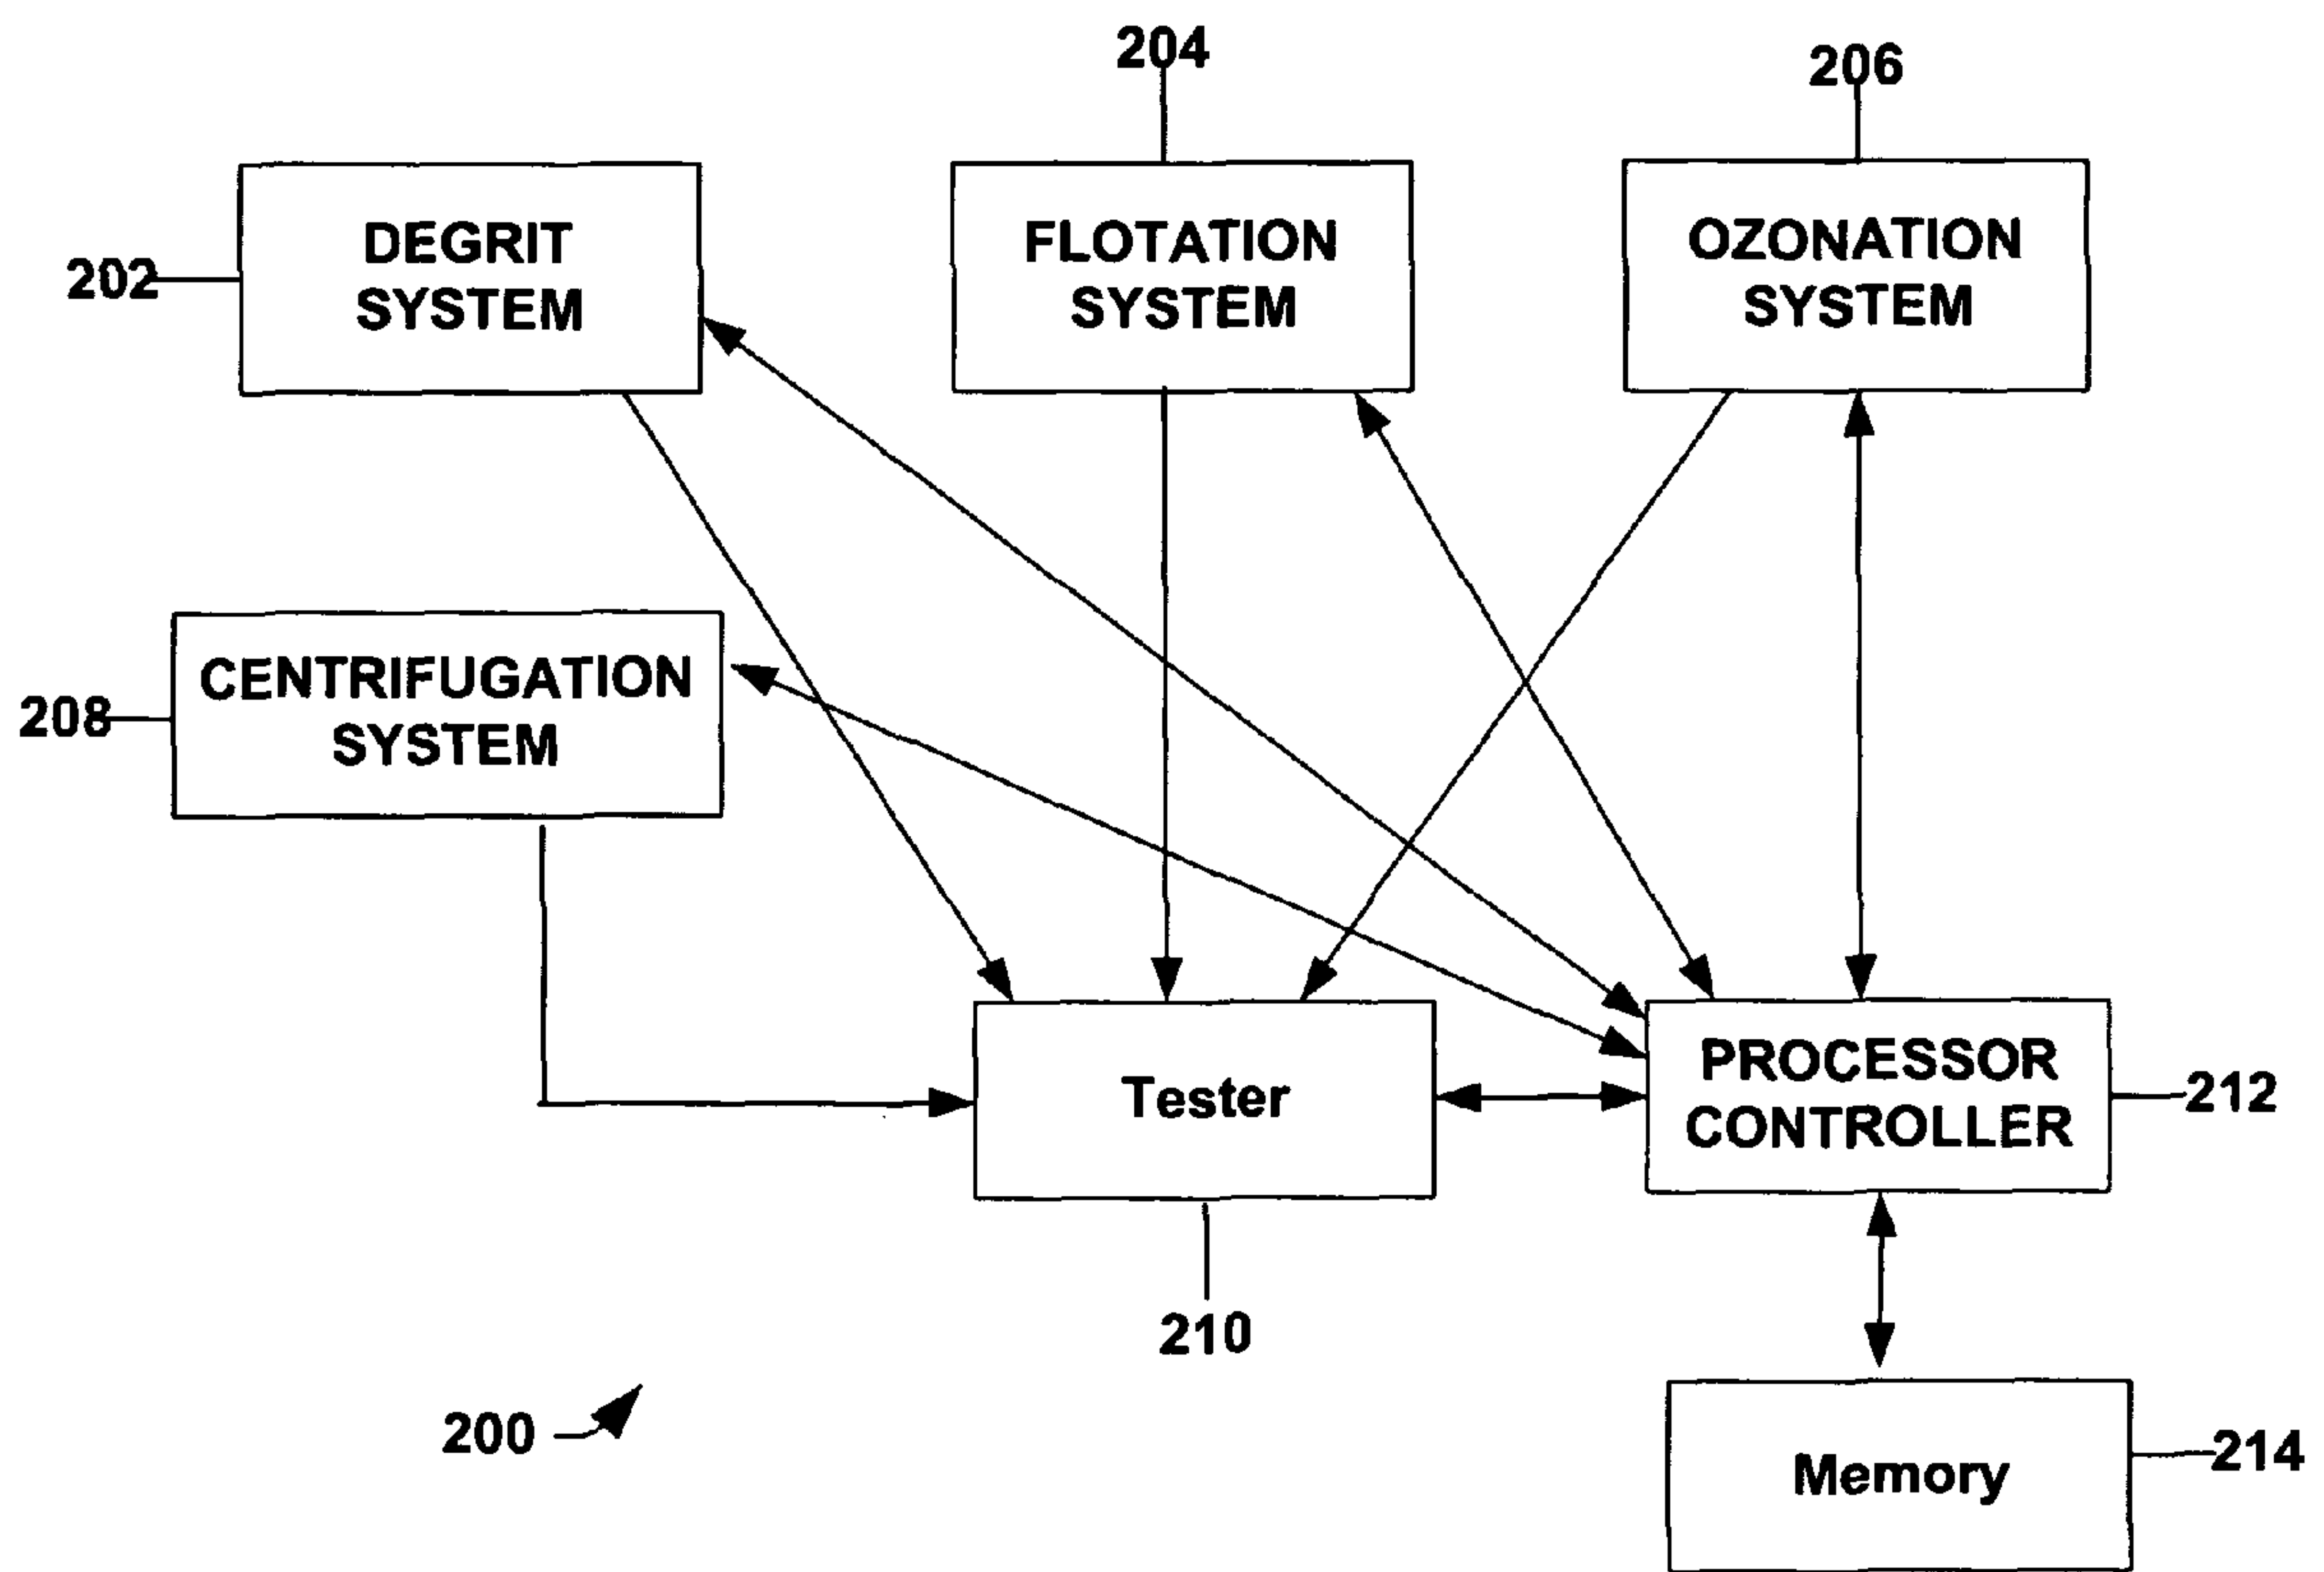 204
206
DEGRIT
SYSTEM
FLOTATION
SYSTEM
OZONATION
SYSTEM
202
CENTRIFUGATION
SYSTEM
208
Tester
PROCESSOR
CONTROLLER
212
210
200
Memory
214